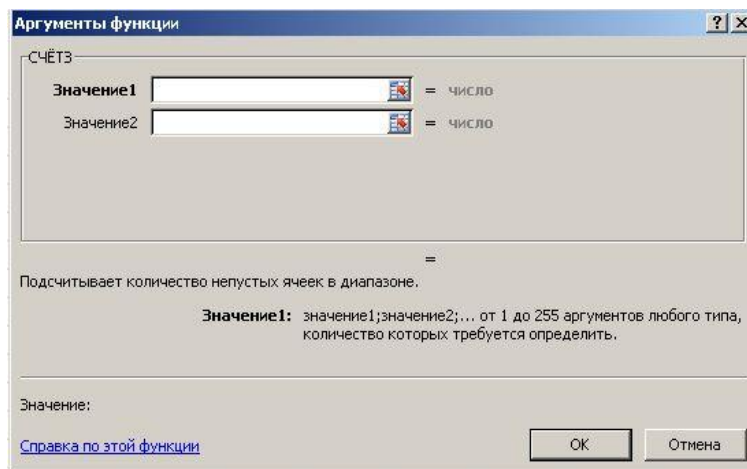 Аргументы функции
СЧЁТЗ
Значение1 = число
Значение2 = число
=
Подсчитывает количество непустых ячеек в диапазоне.
Значение1: значение1;значение2;... от 1 до 255 аргументов любого типа,
количество которых требуется определить.
Значение:
Справка по этой функции OK Отмена